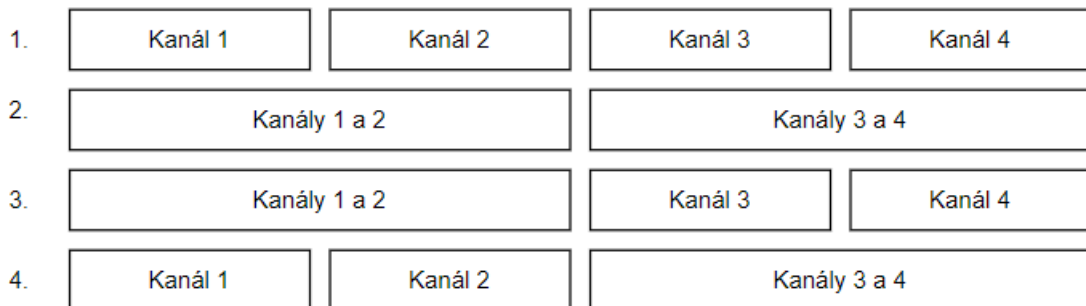 1. Kanál 1 Kanál 2 Kanál 3 Kanál 4
2. Kanály 1 a 2 Kanály 3 a 4
3. Kanály 1 a 2 Kanál 3 Kanál 4
4. Kanál 1 Kanál 2 Kanály 3 a 4